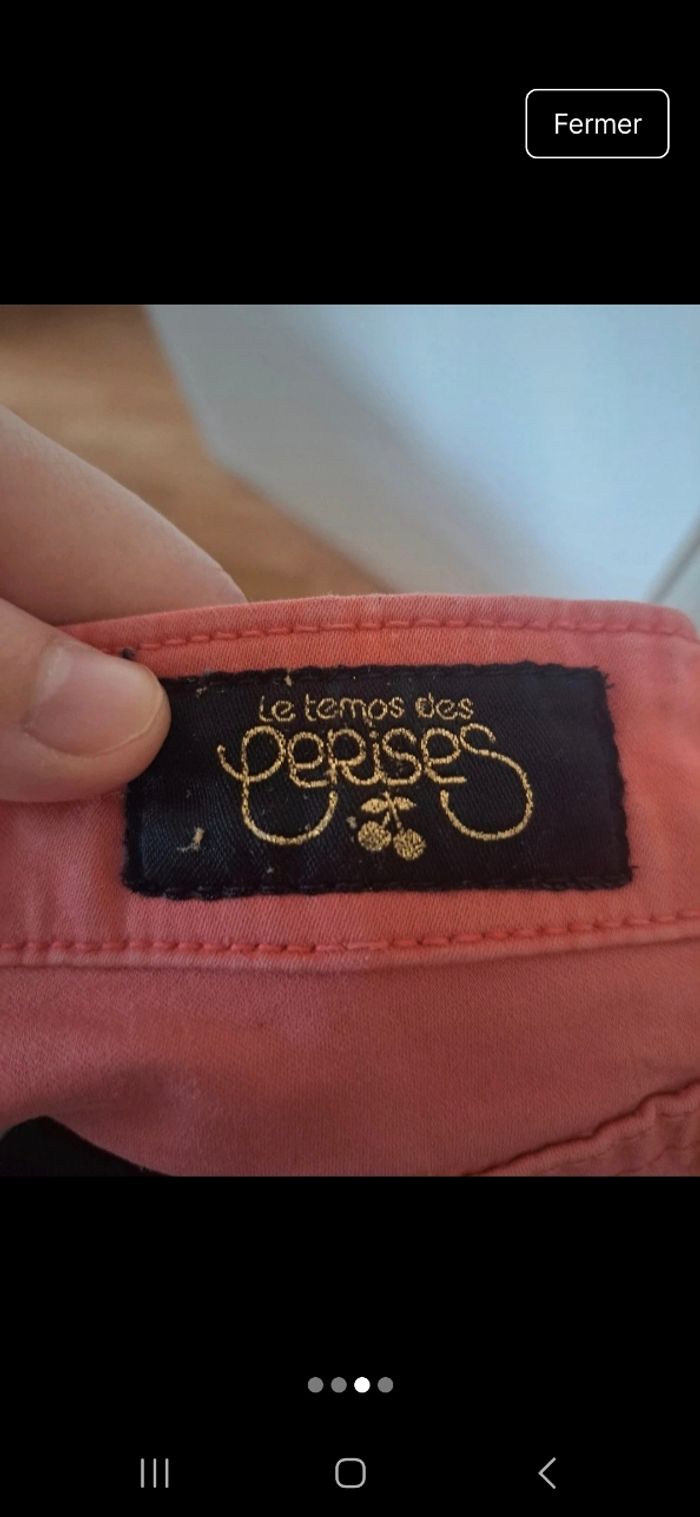 Fermer
Le temps des
Cerises